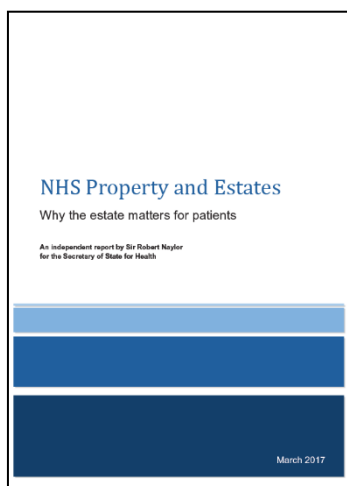 NHS Property and Estates
Why the estate matters for patients
An independent report by Sir Robert Naylor
for the Secretary of State for Health
March 2017